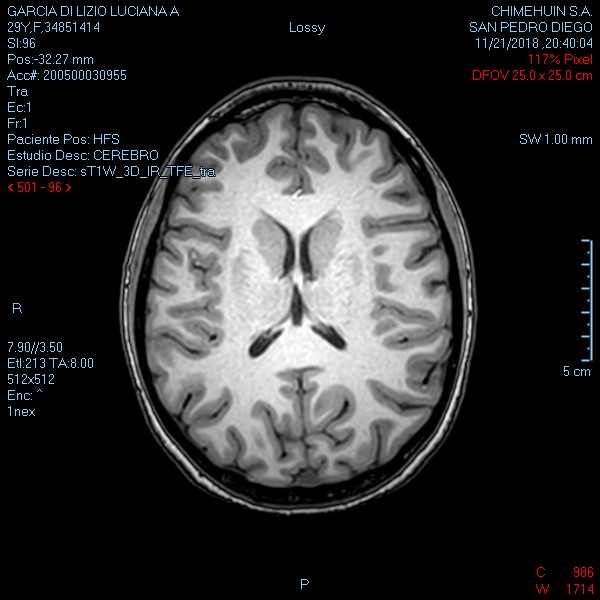 GARCIA DI LIZIO LUCIANA A
29Y,F,34851414
Sl:96
Pos:-32.27 mm
Acc#: 200500030955
Tra
Ec:1
Fr:1
Paciente Pos: HFS
Estudio Desc: CEREBRO
Serie Desc: sT1W_3D_IR_TFE_tra
< 501 - 96 >
Lossy
CHIMEHUIN S.A.
SAN PEDRO DIEGO
11/21/2018 ,20:40:04
117% Pixel
DFOV 25.0 x 25.0 cm
SW 1.00 mm
R
5 cm
7.90//3.50
Etl:213 TA:8.00
512x512
Enc: ^
1nex
P
C 986
W 1714